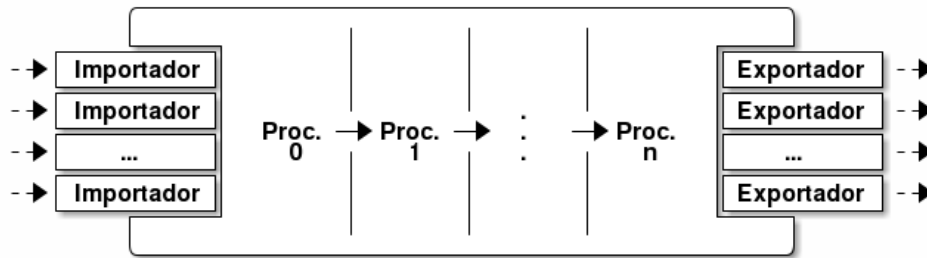 Importador
Importador
...
Importador
Proc.
0
Proc.
1
.
.
.
Proc.
n
Exportador
Exportador
...
Exportador